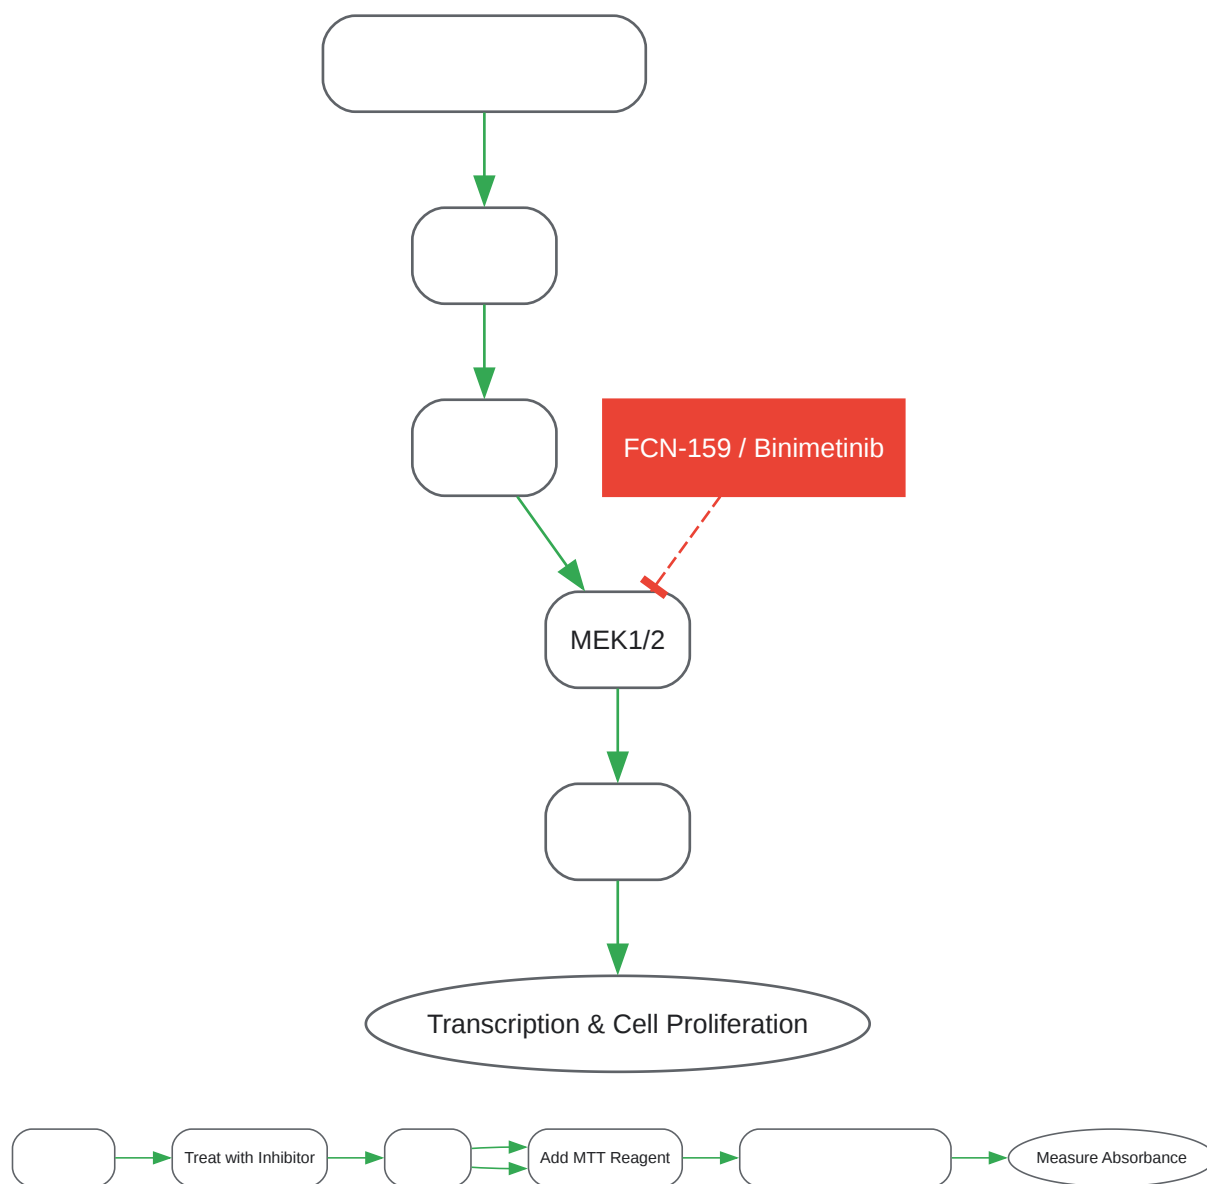 FCN-159 / Binimetinib
MEK1/2
Transcription & Cell Proliferation
Treat with Inhibitor
Add MTT Reagent
Measure Absorbance